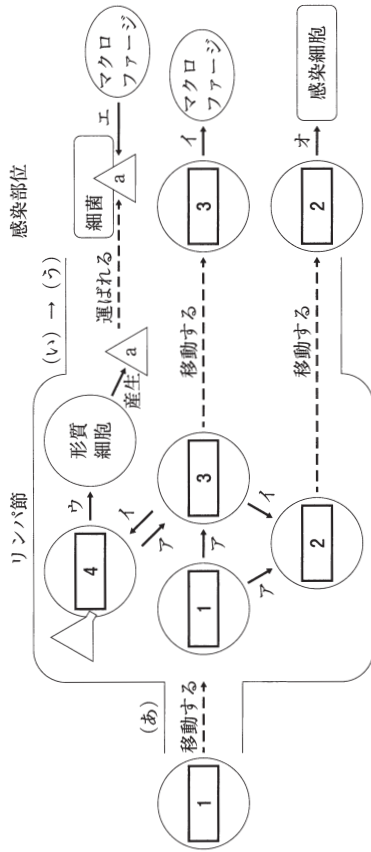 リンパ節
感染部位
(あ)
移動する
1
1
ア
ア
ア
イ
イ
4
ウ
形質
細胞
産生
a
(い) → (う)
運ばれる
細菌
a
エ
マクロ
ファージ
3
移動する
3
イ
マクロ
ファージ
2
移動する
2
オ
感染細胞